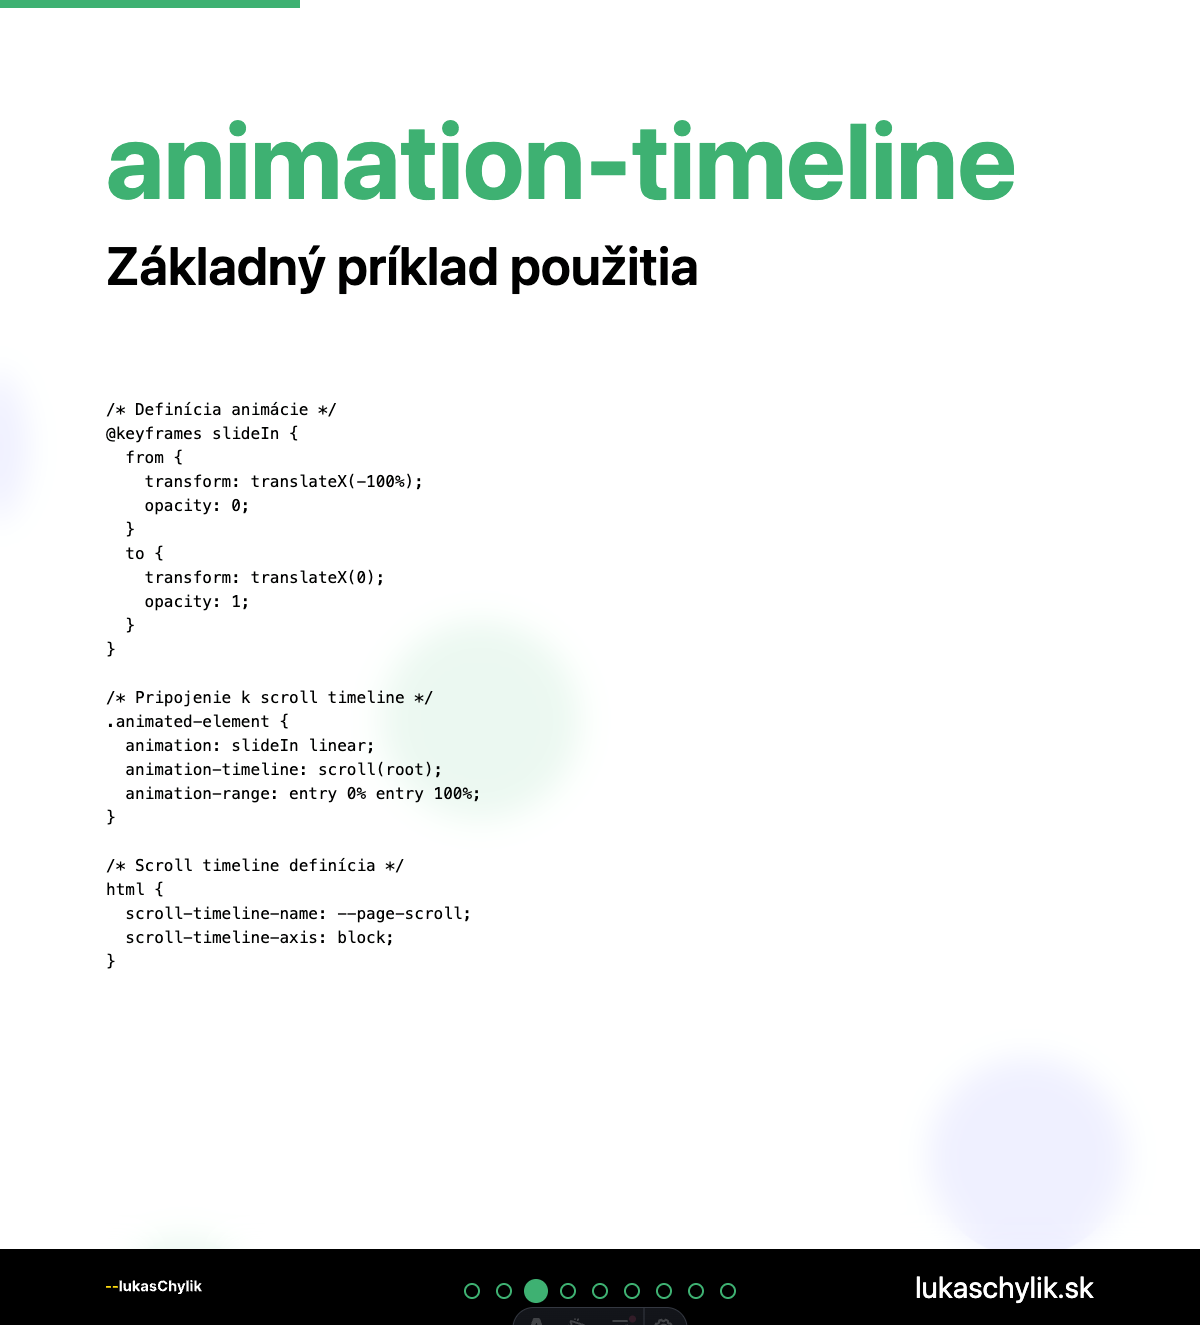 animation-timeline
Základný príklad použitia
/* Definícia animácie */
@keyframes slideIn {
  from {
    transform: translateX(-100%);
    opacity: 0;
  }
  to {
    transform: translateX(0);
    opacity: 1;
  }
}
/* Pripojenie k scroll timeline */
.animated-element {
  animation: slideIn linear;
  animation-timeline: scroll(root);
  animation-range: entry 0% entry 100%;
}
/* Scroll timeline definícia */
html {
  scroll-timeline-name: --page-scroll;
  scroll-timeline-axis: block;
}
--lukasChylik
lukaschylik.sk